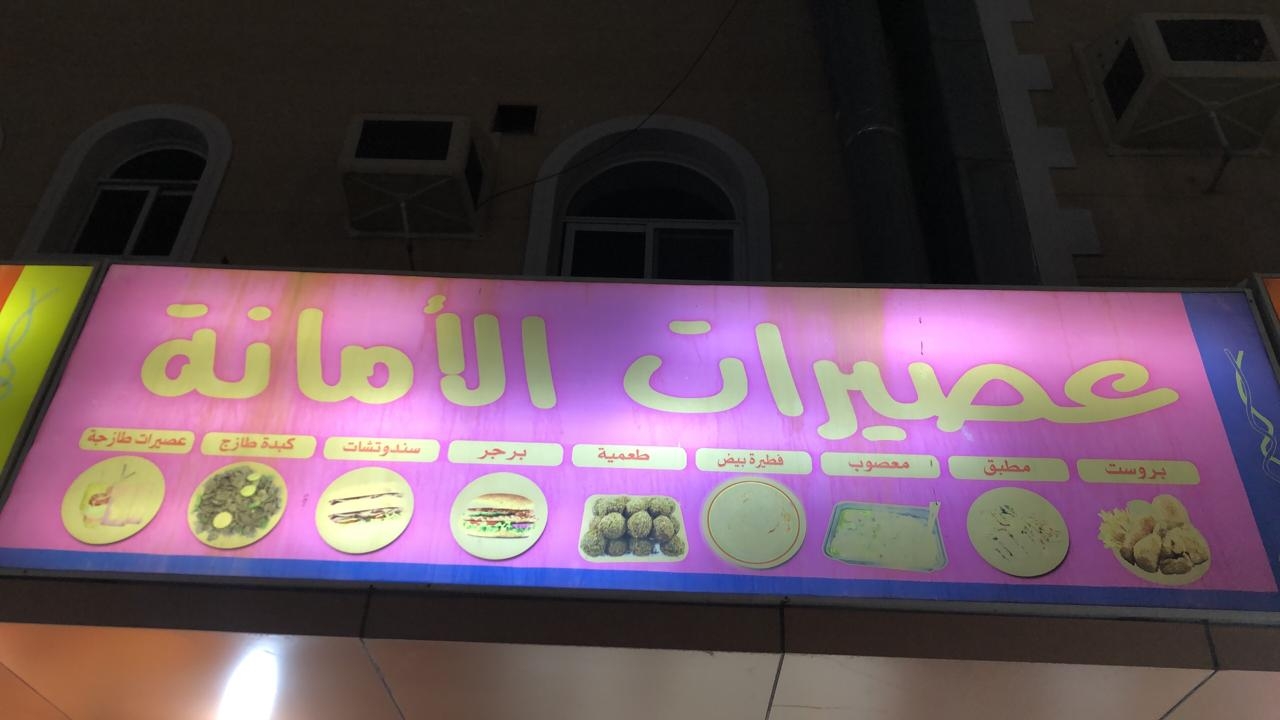 عصيرات الأمانة
بروست
مطبق
معصوب
فطيرة بيض
طعمية
برجر
سندوتشات
كبدة طازج
عصيرات طازجة